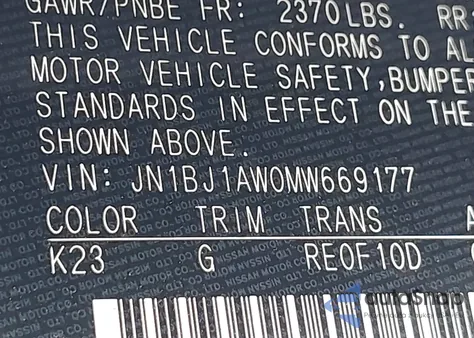 GAWR/PNBE FR: 2370LBS. RR
THIS VEHICLE CONFORMS TO AL
MOTOR VEHICLE SAFETY,BUMPER
STANDARDS IN EFFECT ON THE
SHOWN ABOVE.
VIN: JN1BJ1AW0MW669177
COLOR TRIM TRANS A
K23 G RE0F10D
autoSnap